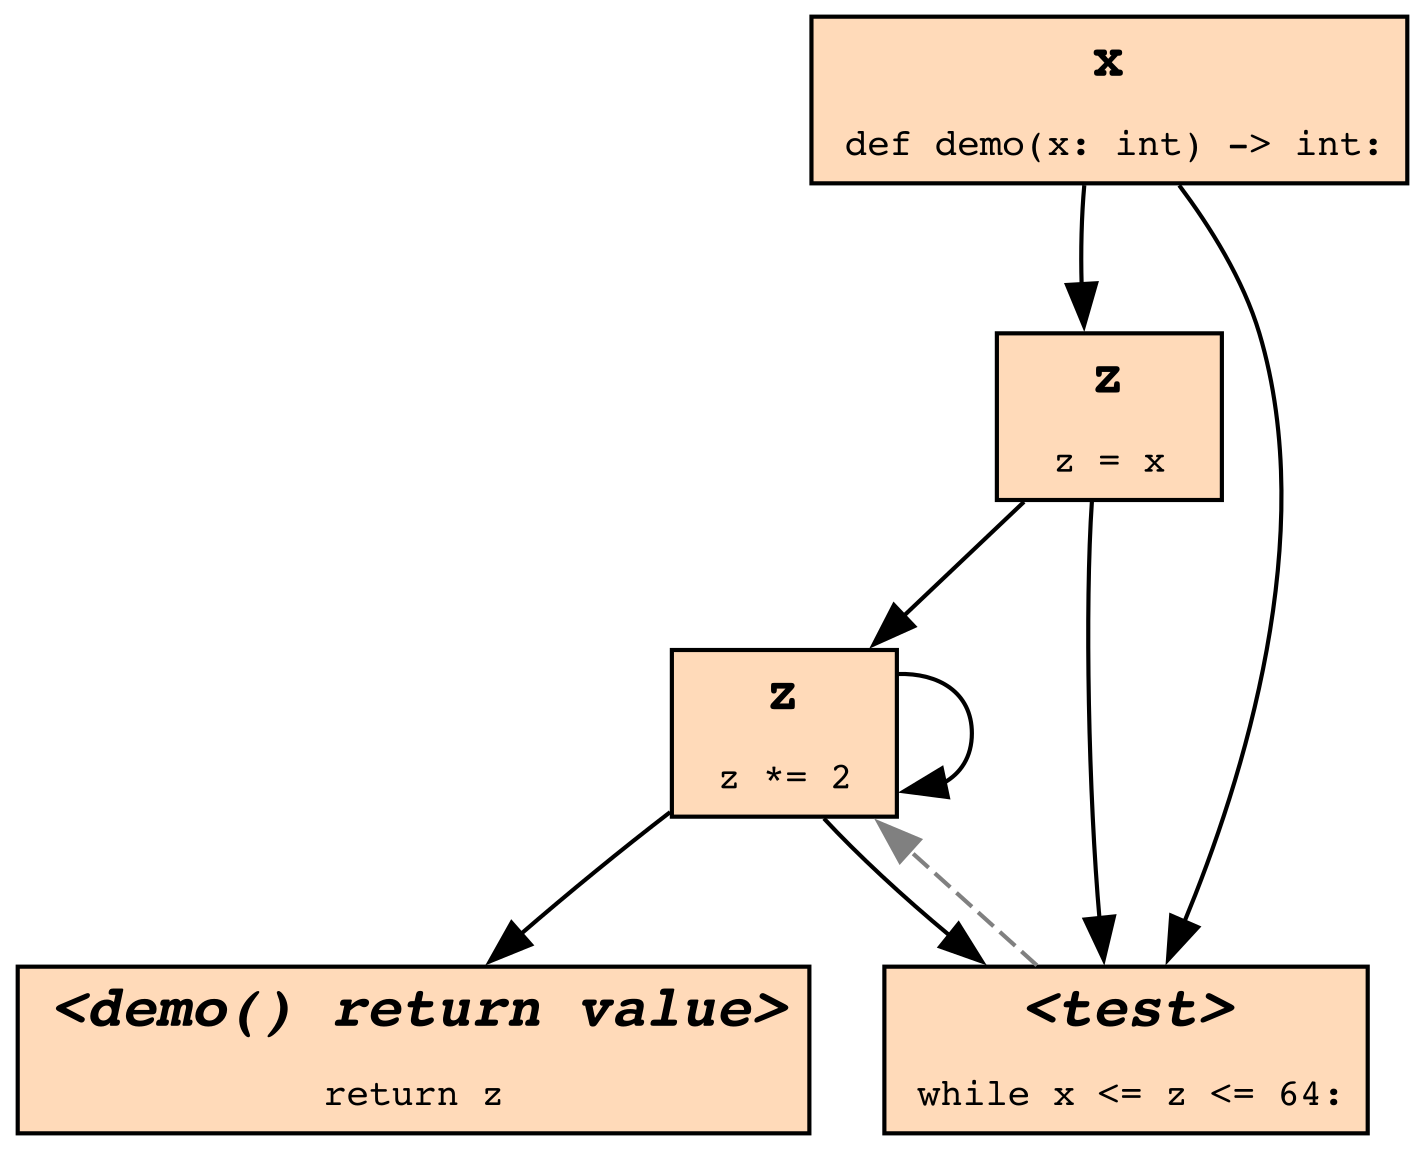 x
def demo(x: int) -> int:
z
z = x
z
z *= 2
<demo() return value>
return z
<test>
while x <= z <= 64: